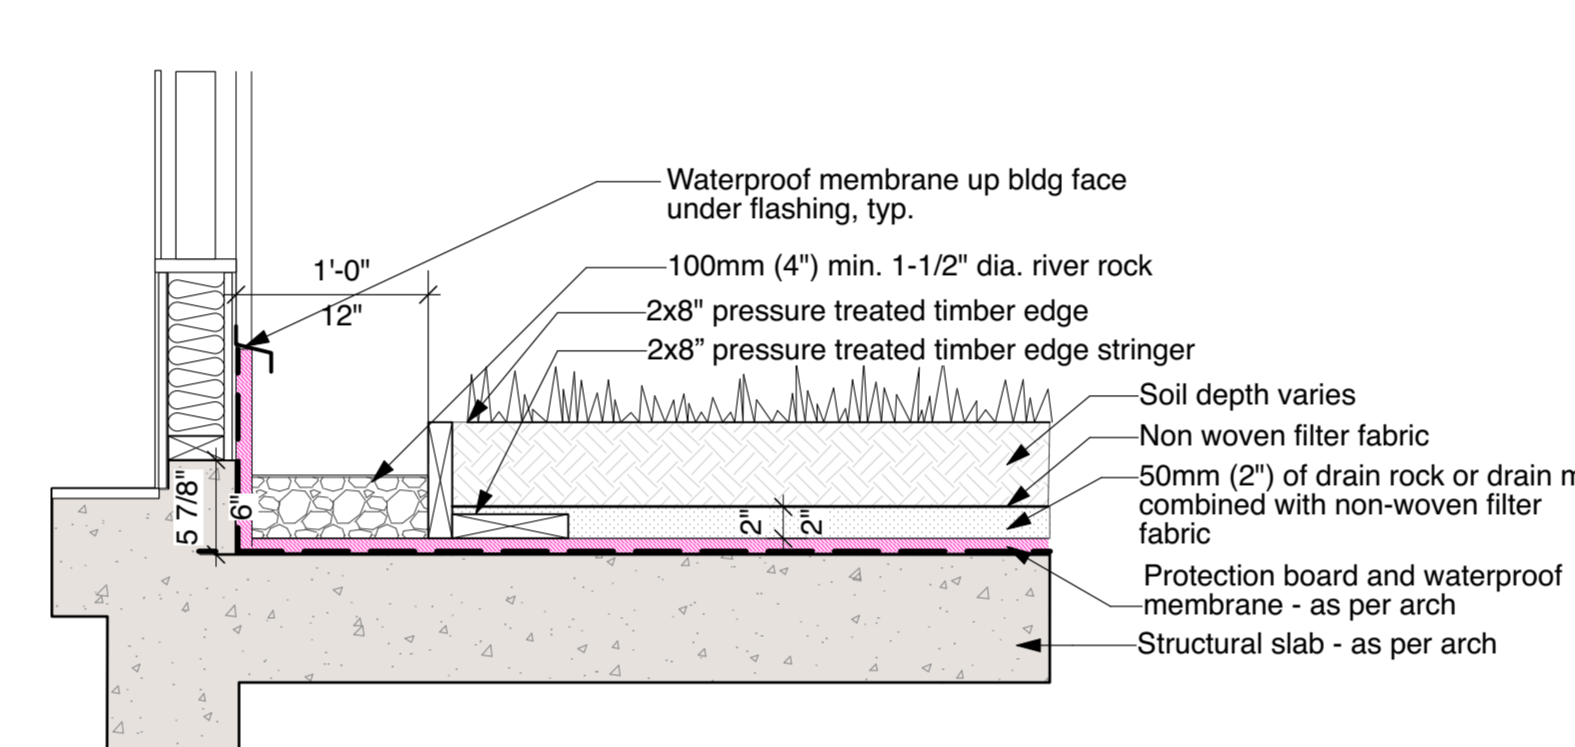 Waterproof membrane up bldg face
under flashing, typ.
1'-0"
12"
100mm (4") min. 1-1/2" dia. river rock
2x8" pressure treated timber edge
2x8” pressure treated timber edge stringer
Soil depth varies
Non woven filter fabric
50mm (2") of drain rock or drain m
combined with non-woven filter
fabric
5 7/8"
6"
2"
2"
Protection board and waterproof
membrane - as per arch
Structural slab - as per arch